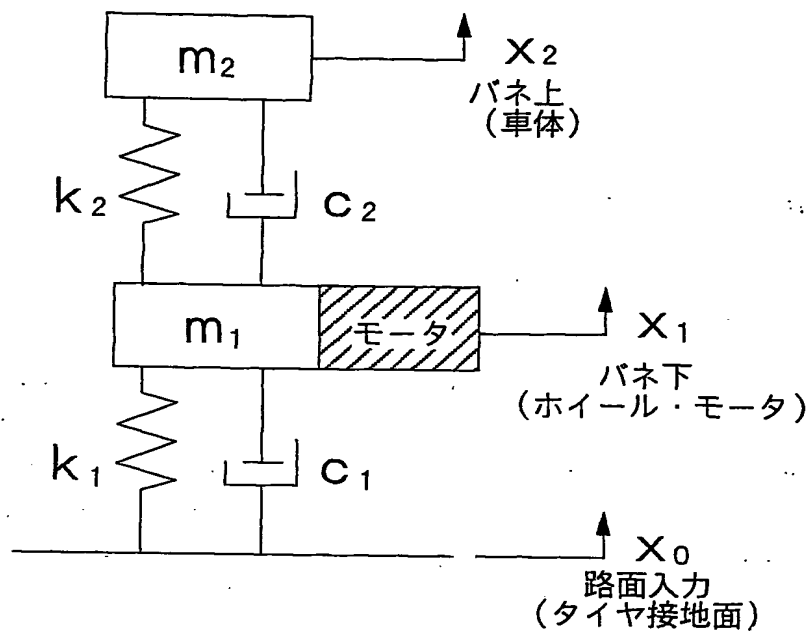 m₂
x₂
バネ上
(車体)
k₂
c₂
m₁
モータ
x₁
バネ下
(ホイール・モータ)
k₁
c₁
x₀
路面入力
(タイヤ接地面)